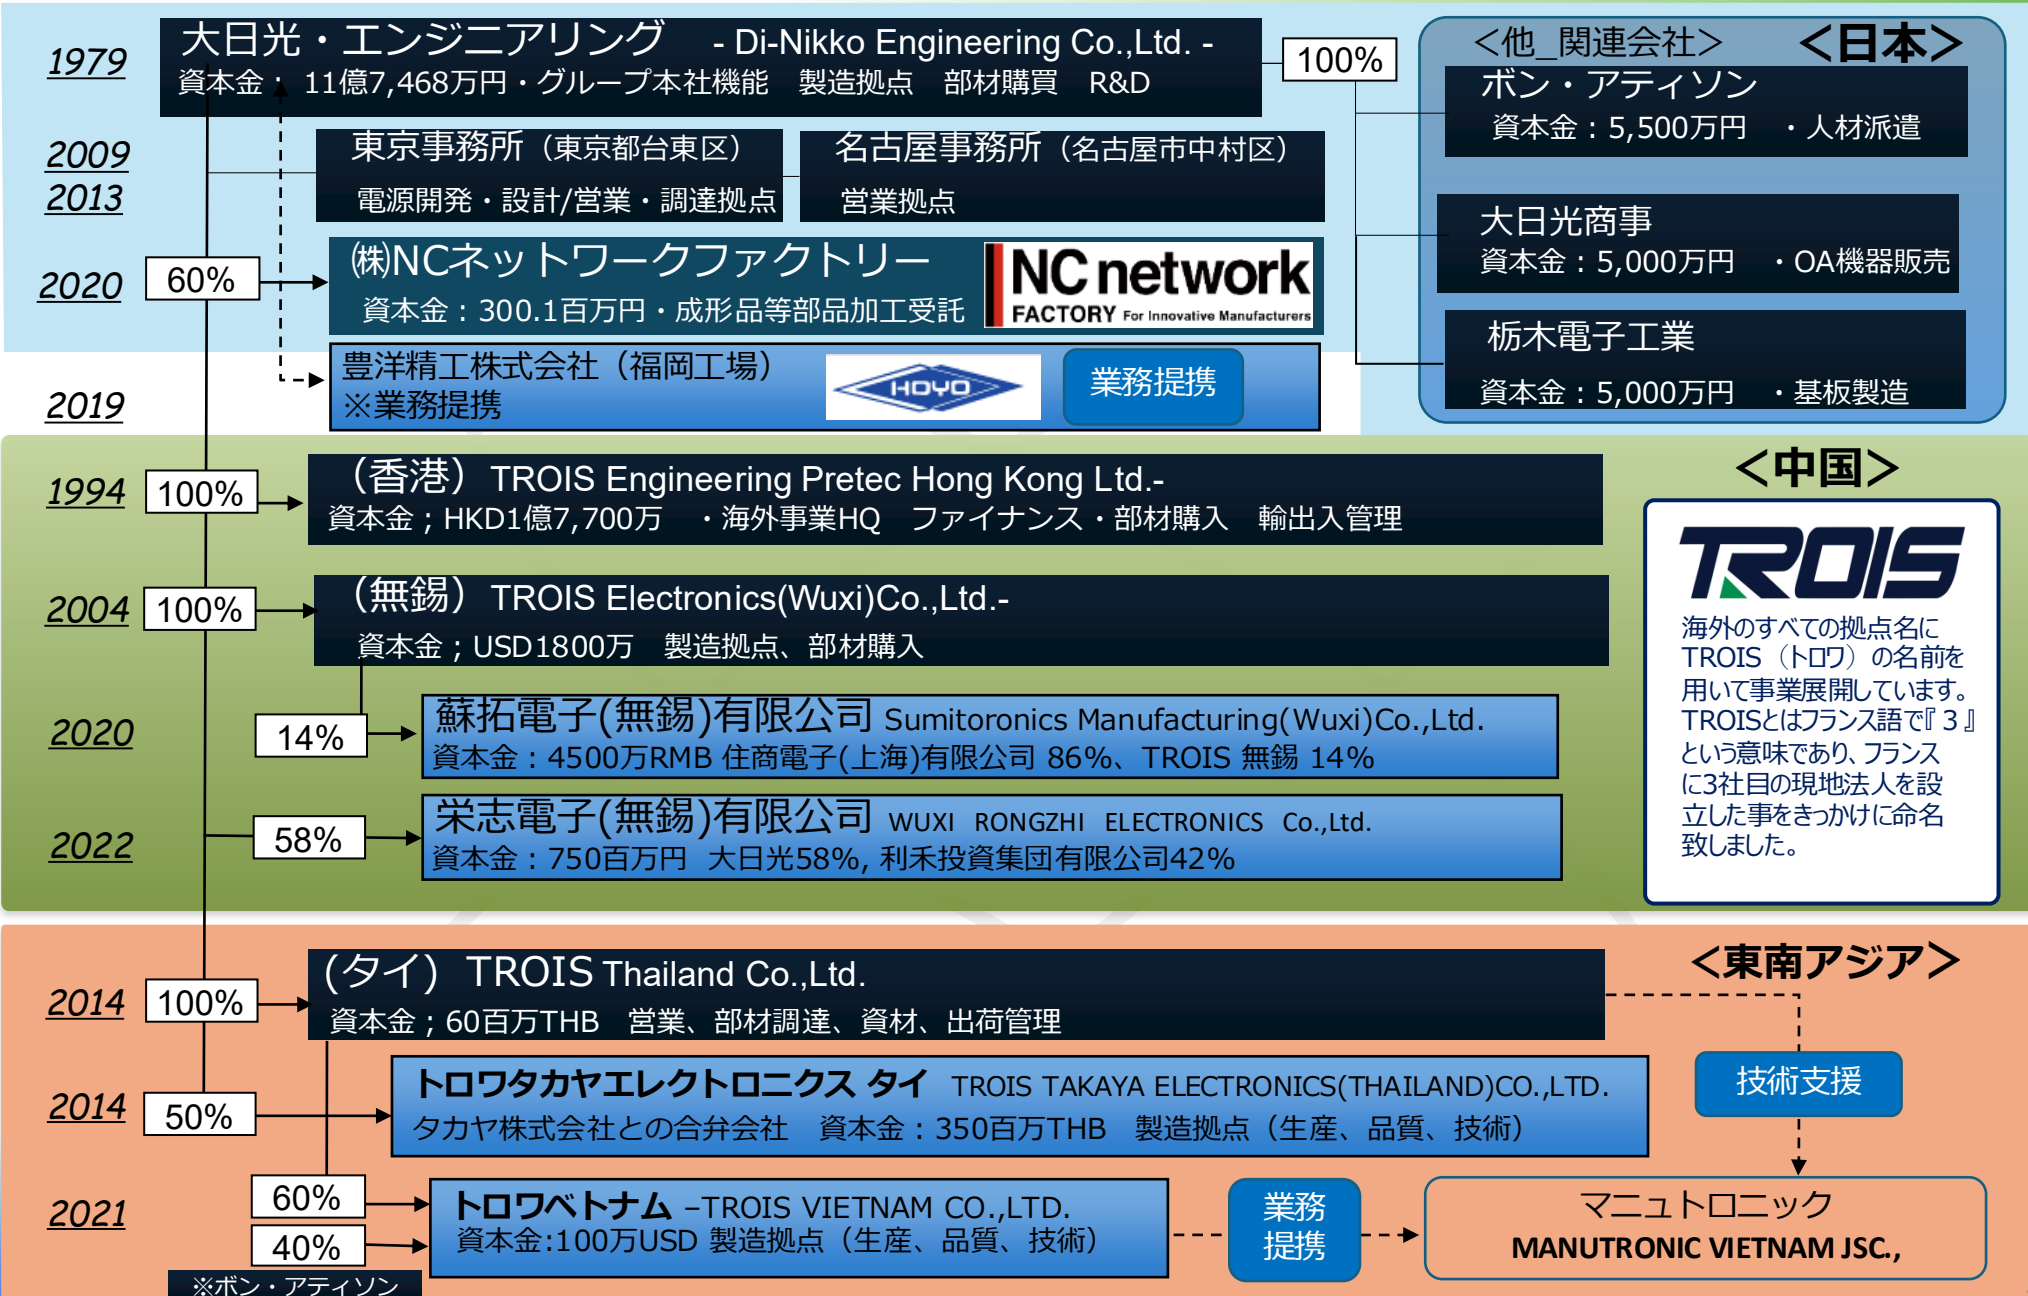 1979
大日光・エンジニアリング - Di-Nikko Engineering Co.,Ltd. -
資本金： 11億7,468万円・グループ本社機能 製造拠点 部材購買 R&D
100%
＜他_関連会社＞
＜日本＞
ボン・アティソン
資本金：5,500万円 ・人材派遣
大日光商事
資本金：5,000万円 ・OA機器販売
栃木電子工業
資本金：5,000万円 ・基板製造
2009
2013
東京事務所（東京都台東区）
電源開発・設計/営業・調達拠点
名古屋事務所（名古屋市中村区）
営業拠点
2020
60%
㈱NCネットワークファクトリー
資本金：300.1百万円・成形品等部品加工受託
NC network
FACTORY For Innovative Manufacturers
2019
豊洋精工株式会社（福岡工場）
※業務提携
HOYO
業務提携
＜中国＞
1994
100%
（香港）TROIS Engineering Pretec Hong Kong Ltd.-
資本金；HKD1億7,700万 ・海外事業HQ ファイナンス・部材購入 輸出入管理
2004
100%
（無錫）TROIS Electronics(Wuxi)Co.,Ltd.-
資本金；USD1800万 製造拠点、部材購入
2020
14%
蘇拓電子(無錫)有限公司 Sumitoronics Manufacturing(Wuxi)Co.,Ltd.
資本金：4500万RMB 住商電子(上海)有限公司 86%、TROIS 無錫 14%
2022
58%
栄志電子(無錫)有限公司 WUXI RONGZHI ELECTRONICS Co.,Ltd.
資本金：750百万円 大日光58%, 利禾投資集団有限公司42%
TROIS
海外のすべての拠点名に
TROIS（トロワ）の名前を
用いて事業展開しています。
TROISとはフランス語で『３』
という意味であり、フランス
に3社目の現地法人を設
立した事をきっかけに命名
致しました。
＜東南アジア＞
2014
100%
(タイ) TROIS Thailand Co.,Ltd.
資本金；60百万THB 営業、部材調達、資材、出荷管理
2014
50%
トロワタカヤエレクトロニクス タイ TROIS TAKAYA ELECTRONICS(THAILAND)CO.,LTD.
タカヤ株式会社との合弁会社 資本金：350百万THB 製造拠点（生産、品質、技術）
技術支援
2021
60%
40%
※ボン・アティソン
トロワベトナム –TROIS VIETNAM CO.,LTD.
資本金:100万USD 製造拠点（生産、品質、技術）
業務
提携
マニュトロニック
MANUTRONIC VIETNAM JSC.,